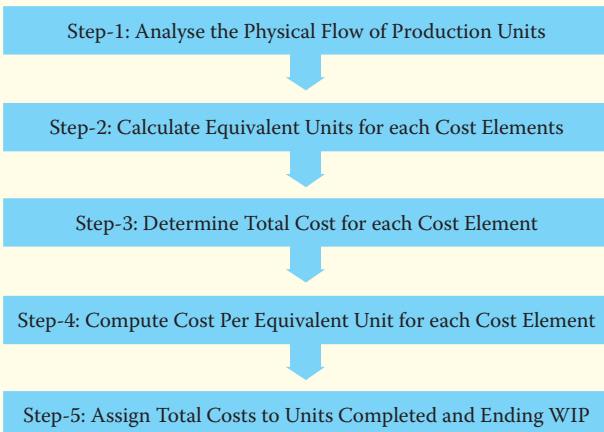 Step-1: Analyse the Physical Flow of Production Units
Step-2: Calculate Equivalent Units for each Cost Elements
Step-3: Determine Total Cost for each Cost Element
Step-4: Compute Cost Per Equivalent Unit for each Cost Element
Step-5: Assign Total Costs to Units Completed and Ending WIP